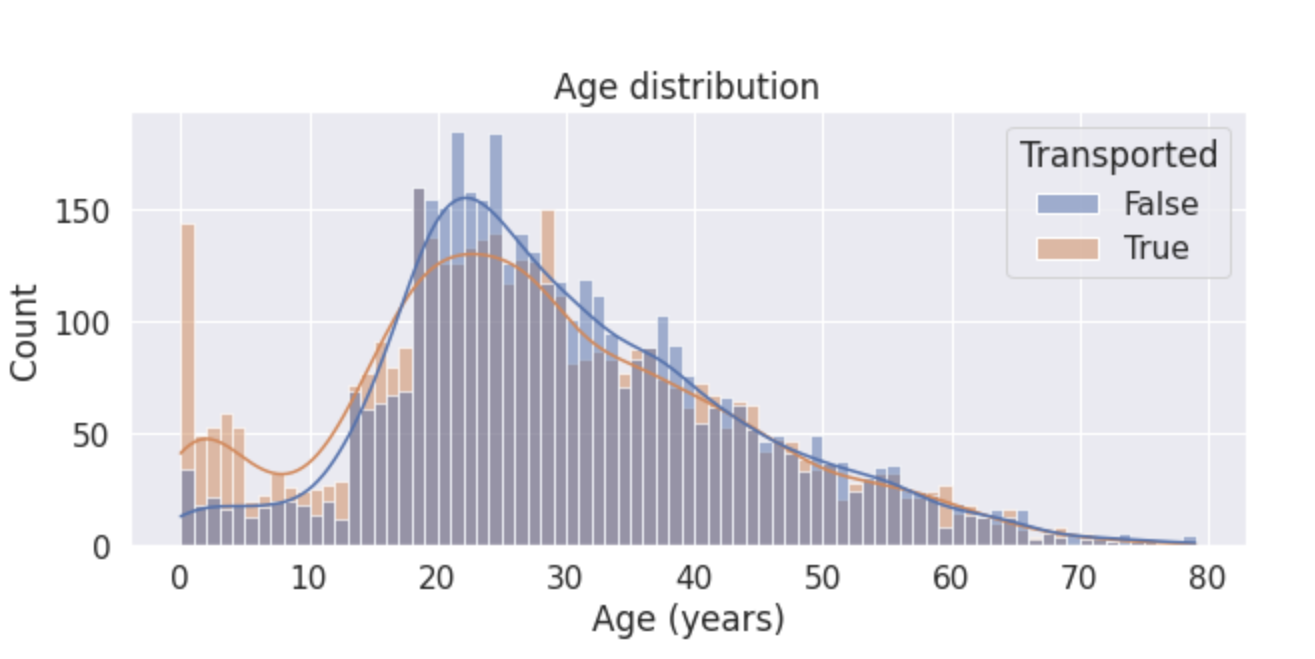 Age distribution
Transported
False
True
Count
150
100
50
0
0 10 20 30 40 50 60 70 80
Age (years)